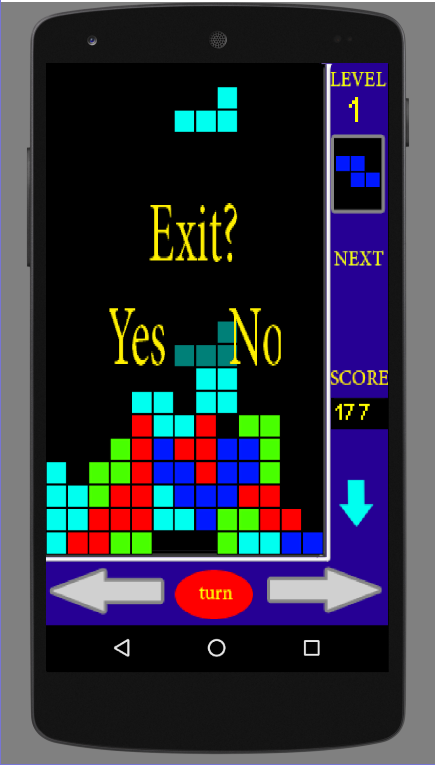 LEVEL
1
Exit?
NEXT
Yes No
SCORE
177
turn